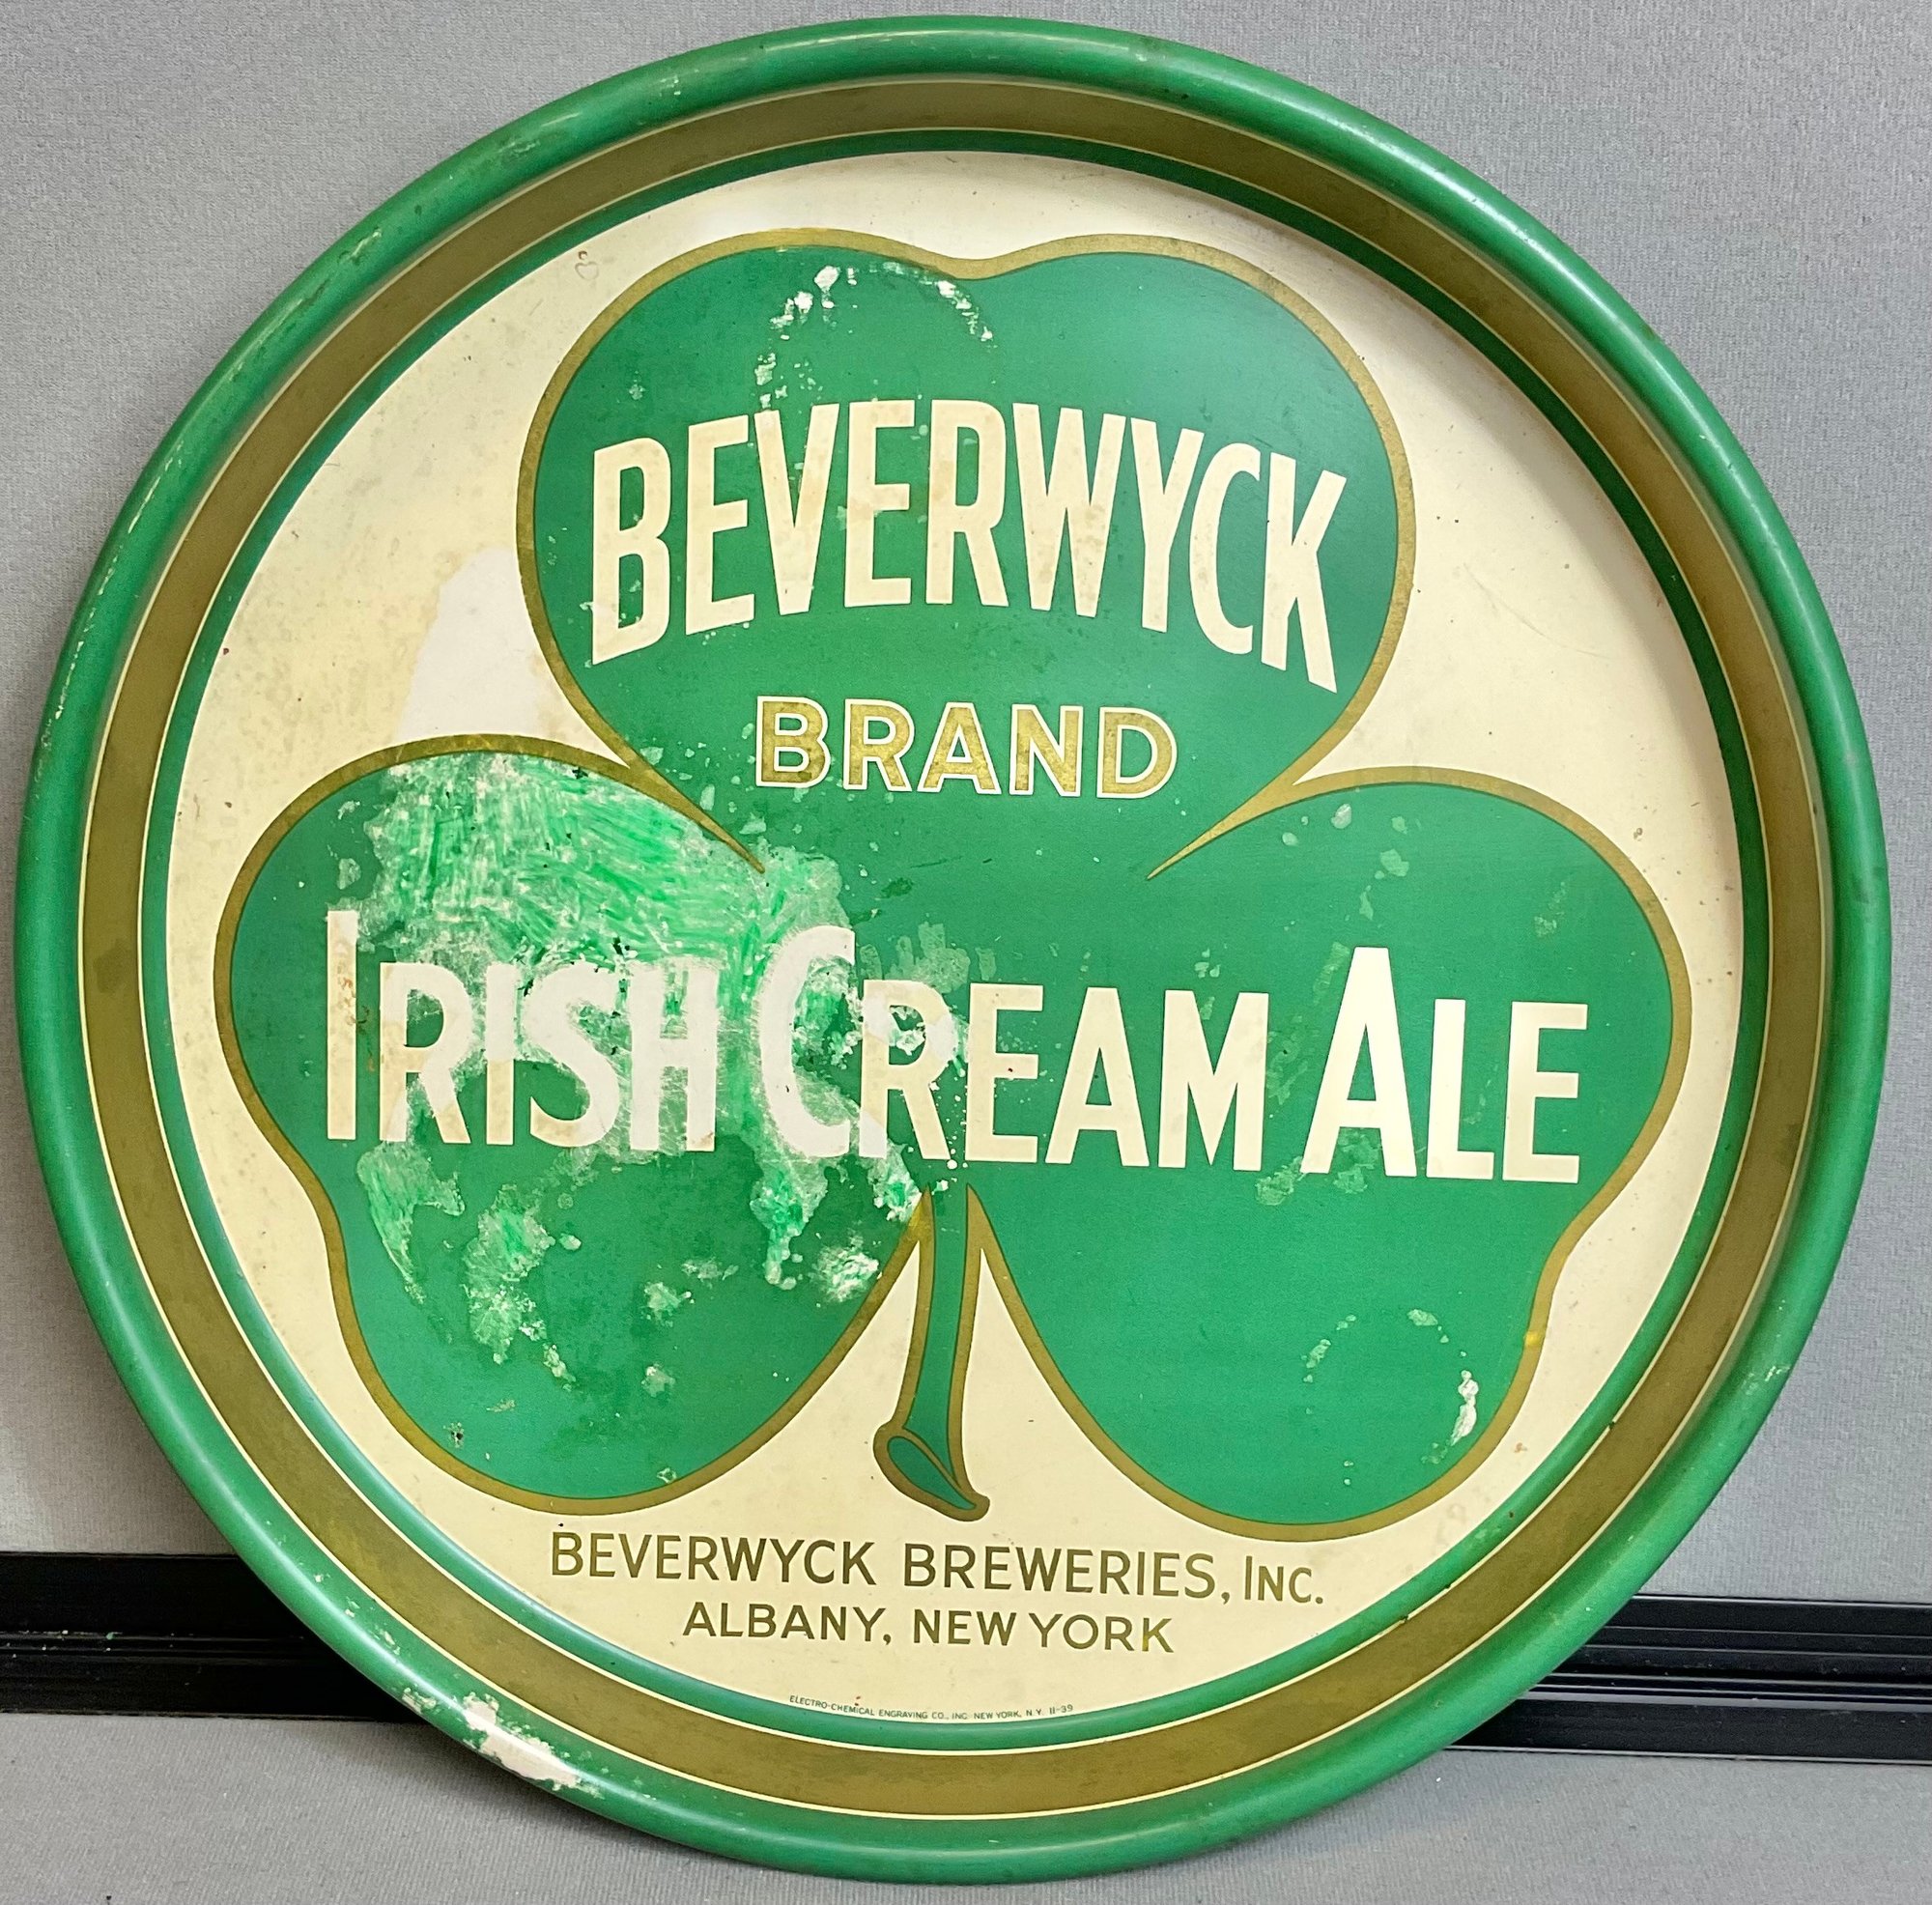 BEVERWYCK
BRAND
IRISH CREAM ALE
BEVERWYCK BREWERIES, INC.
ALBANY, NEW YORK
ELECTRO-CHEMICAL ENGRAVING CO., INC. NEW YORK, N.Y. 11-39